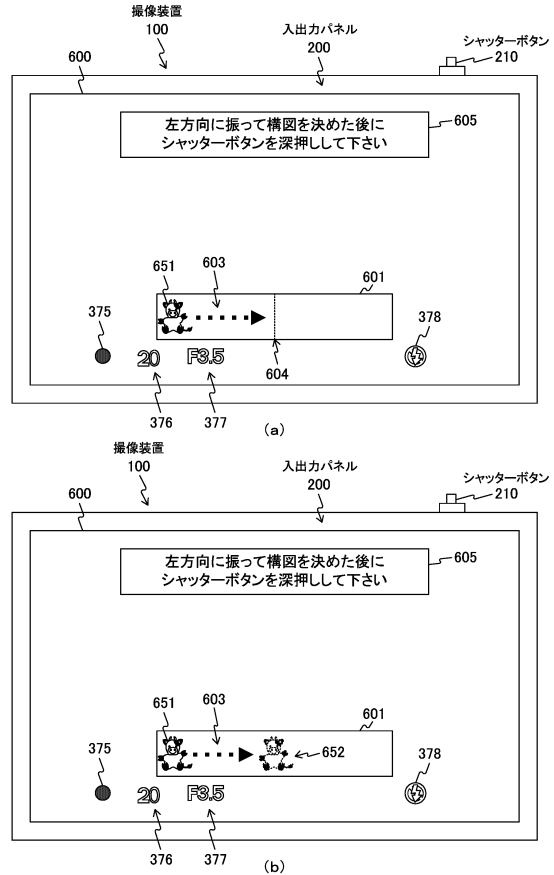 撮像装置
100
入出力パネル
200
シャッターボタン
210
600
左方向に振って構図を決めた後に
シャッターボタンを深押しして下さい
605
651
603
601
375
378
20
F3.5
604
376
377
(a)
撮像装置
100
入出力パネル
200
シャッターボタン
210
600
左方向に振って構図を決めた後に
シャッターボタンを深押しして下さい
605
651
603
601
375
652
378
20
F3.5
376
377
(b)